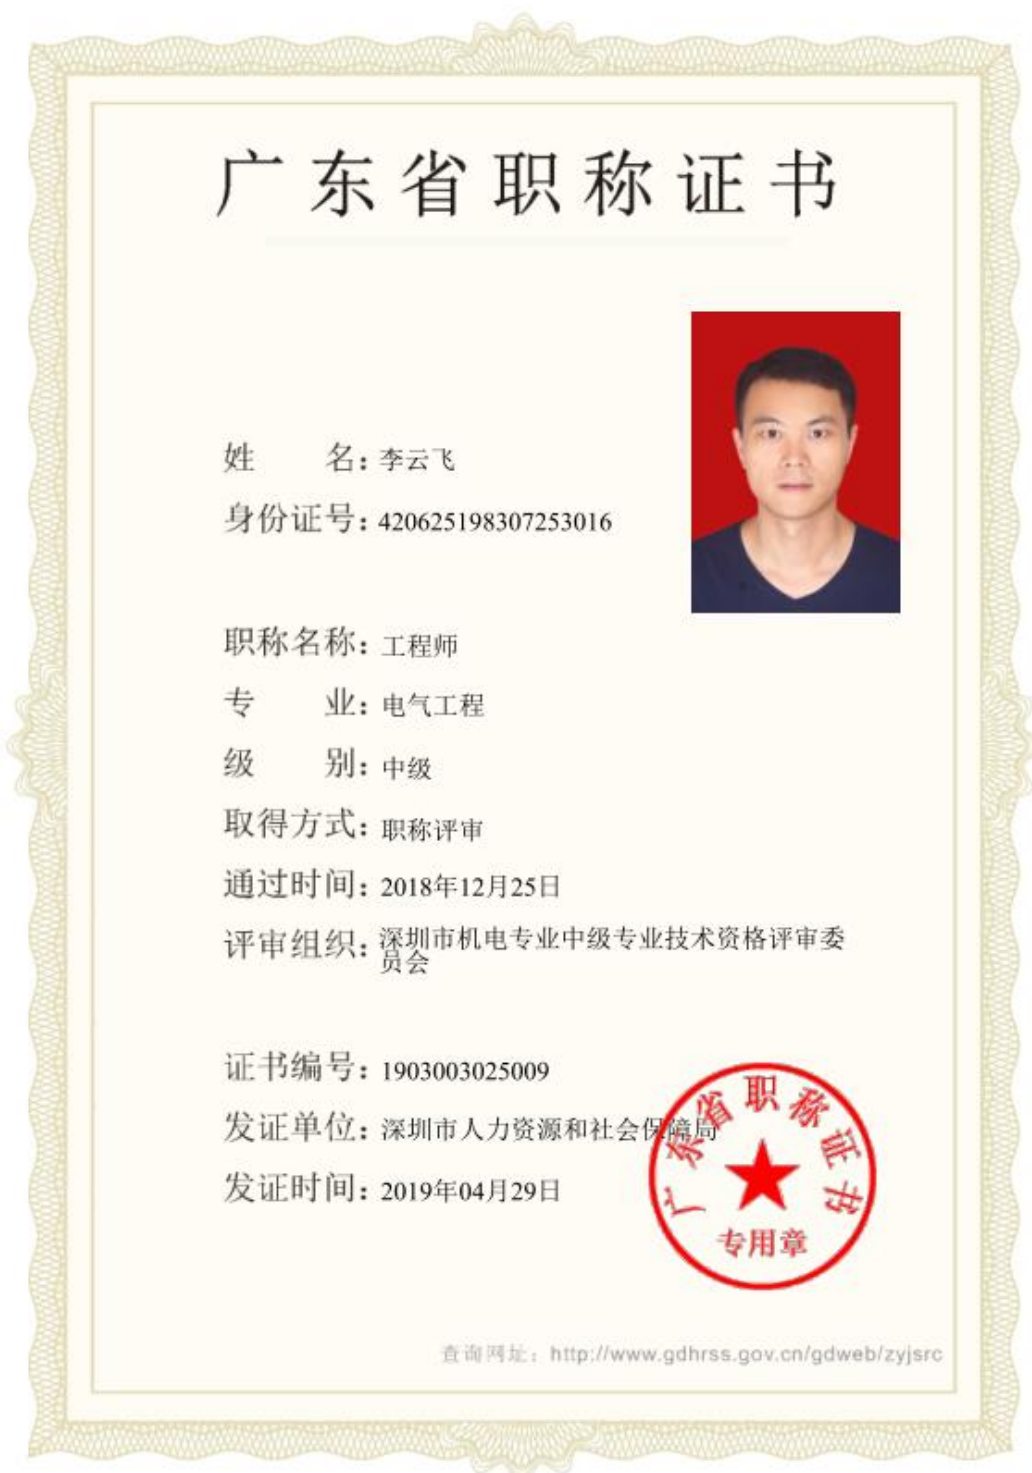 广东省职称证书
姓 名：李云飞
身份证号：420625198307253016
职称名称：工程师
专 业：电气工程
级 别：中级
取得方式：职称评审
通过时间：2018年12月25日
评审组织：深圳市机电专业中级专业技术资格评审委
员会
证书编号：1903003025009
发证单位：深圳市人力资源和社会保障局
发证时间：2019年04月29日
广东省职称证书
专用章
查询网址：http://www.gdhrss.gov.cn/gdweb/zyjsrc